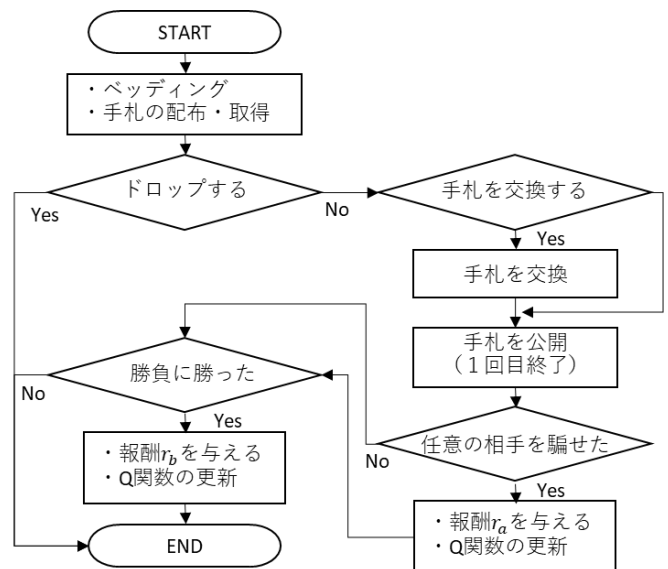 START
・ベッディング
・手札の配布・取得
ドロップする
Yes
No
手札を交換する
Yes
手札を交換
手札を公開
(1回目終了)
任意の相手を騙せた
No
Yes
・報酬r_aを与える
・Q関数の更新
勝負に勝った
No
Yes
・報酬r_bを与える
・Q関数の更新
END